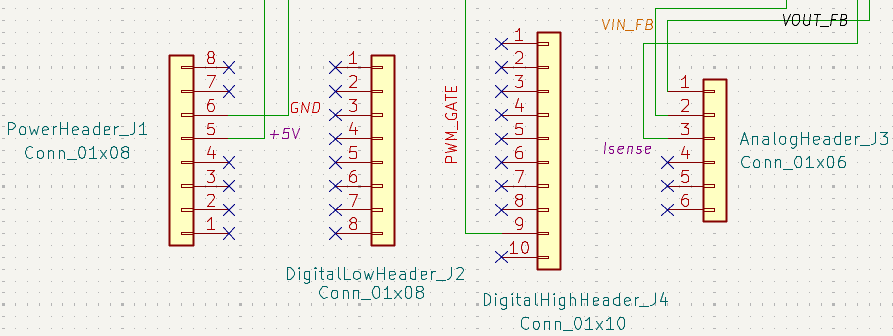 PowerHeader_J1
Conn_01x08
8
7
6
5
4
3
2
1
GND
+5V
1
2
3
4
5
6
7
8
DigitalLowHeader_J2
Conn_01x08
PWM_GATE
1
2
3
4
5
6
7
8
9
10
DigitalHighHeader_J4
Conn_01x10
VIN_FB
VOUT_FB
Isense
1
2
3
4
5
6
AnalogHeader_J3
Conn_01x06